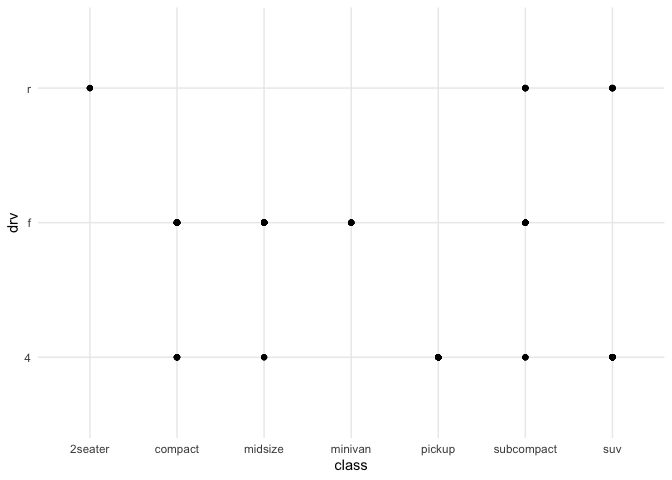 r
f
4
drv
2seater compact midsize minivan pickup subcompact suv
class